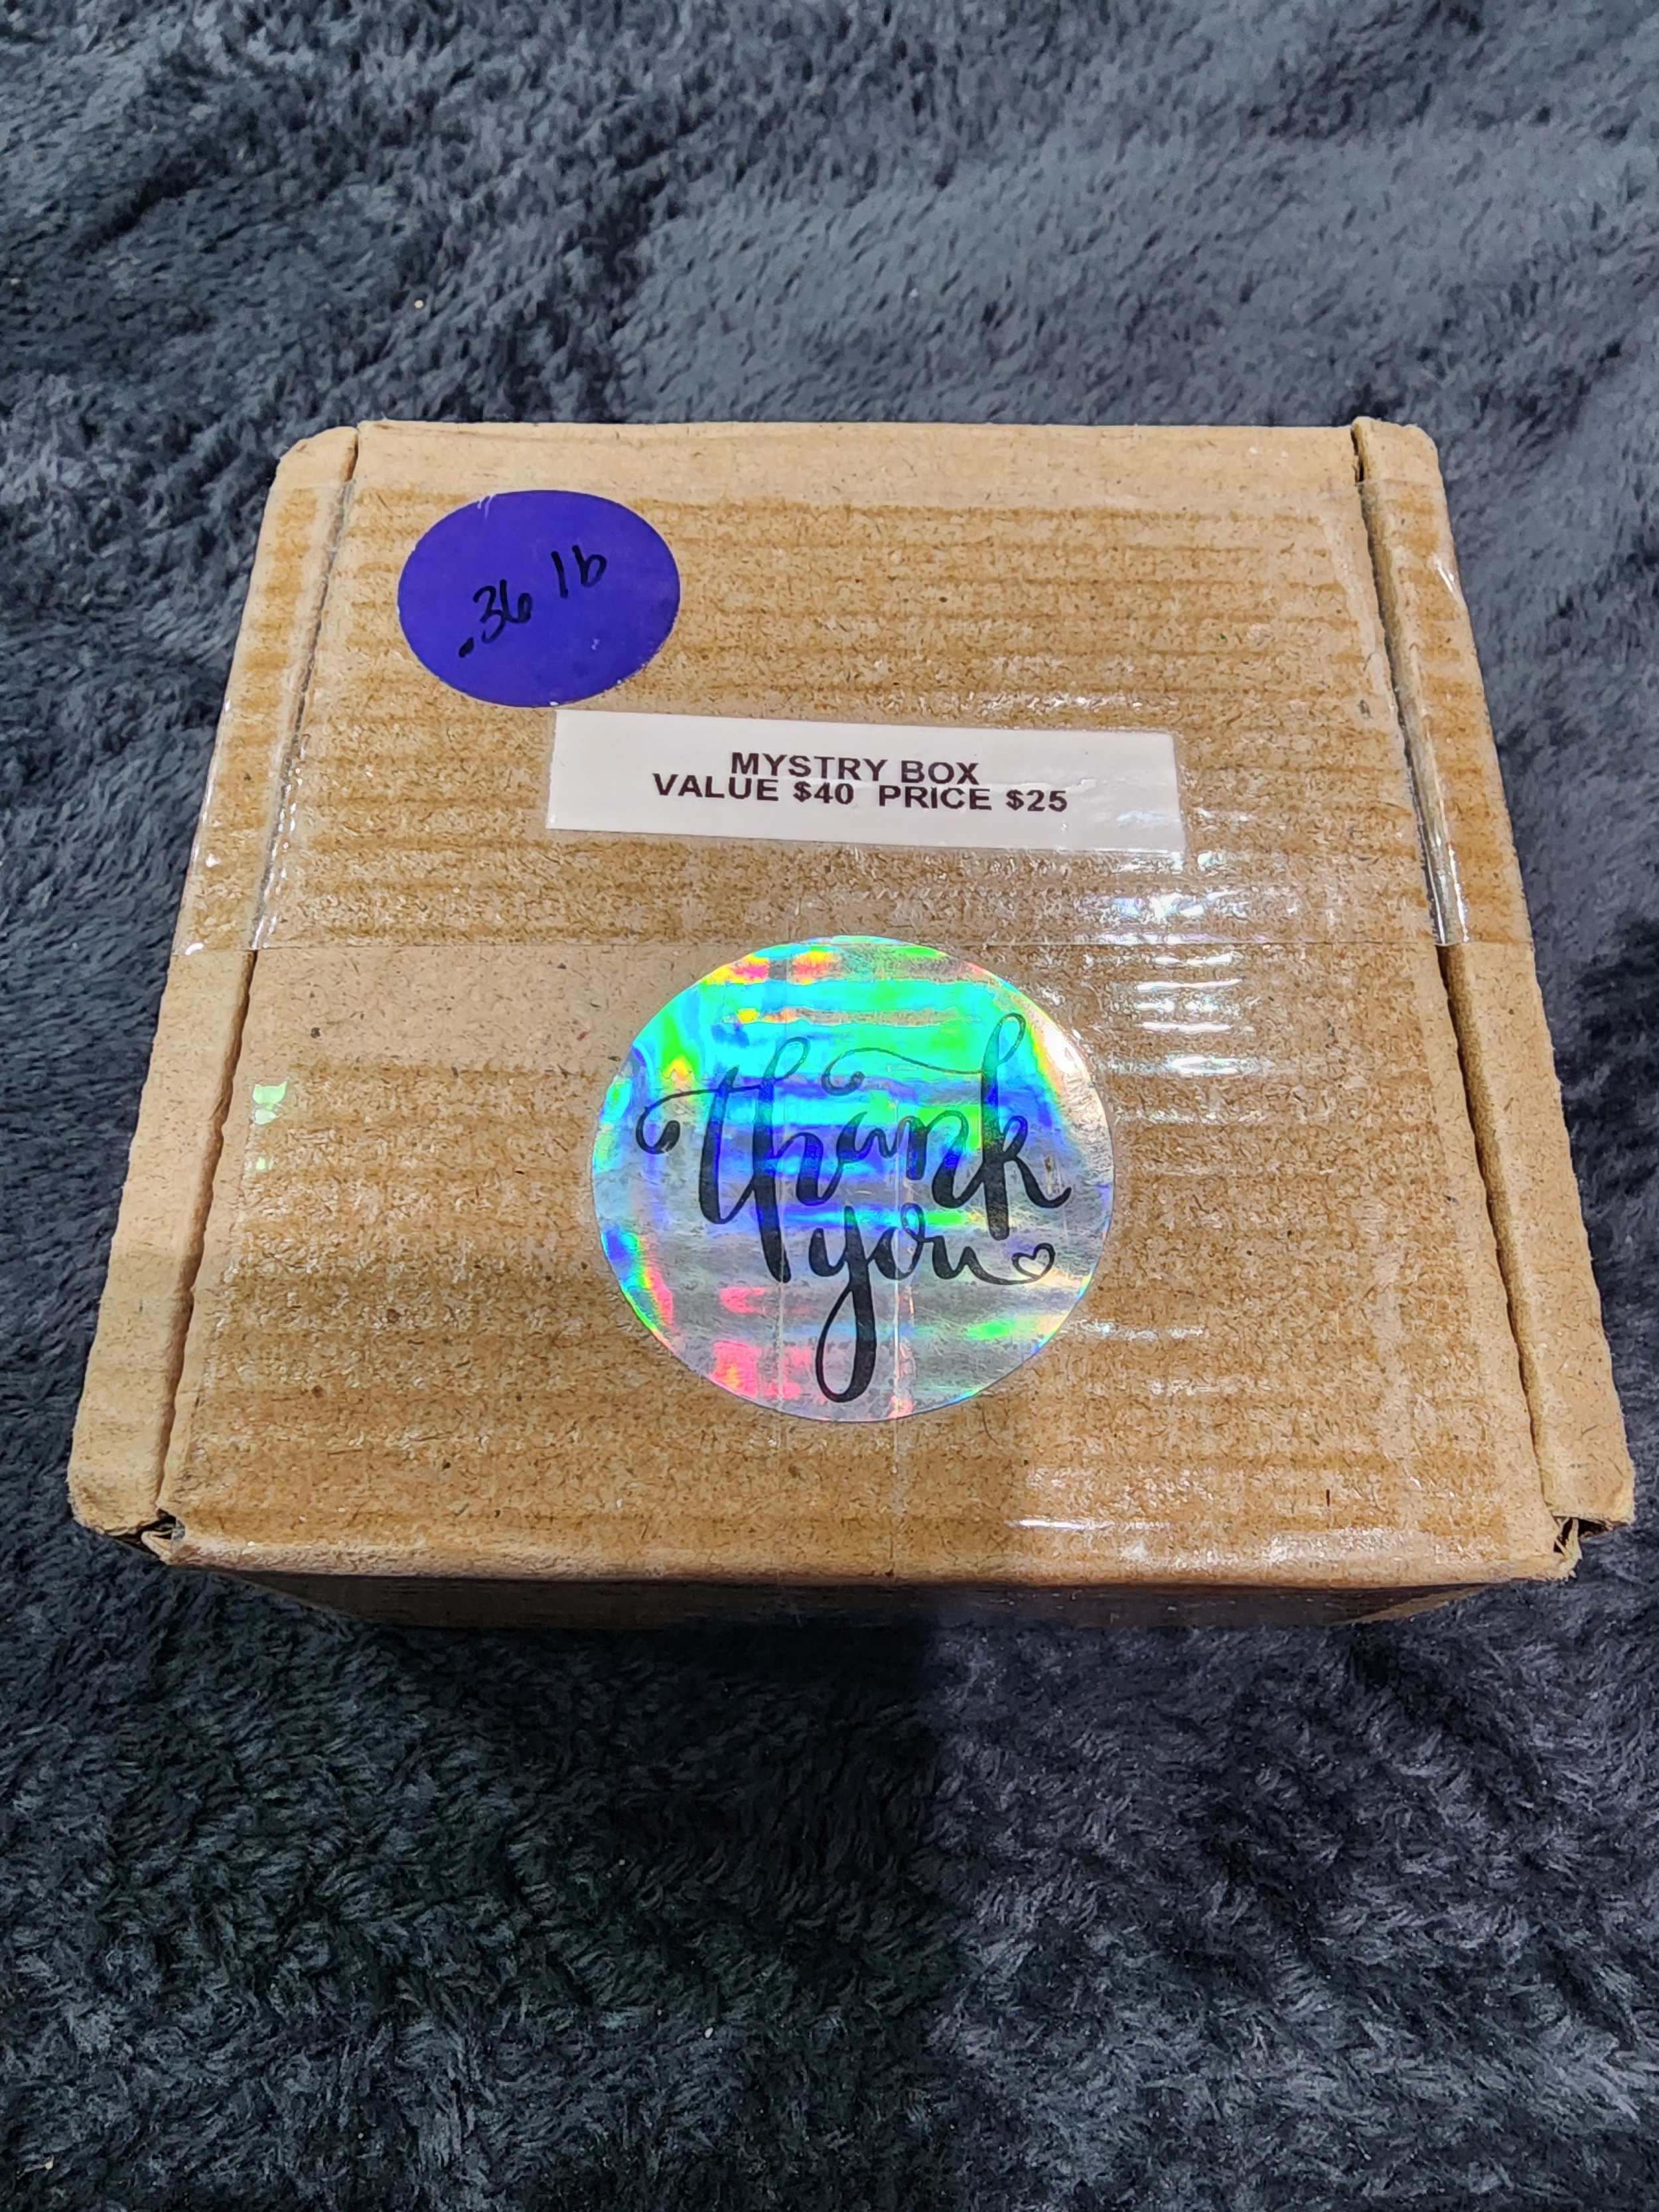 .36 lb
MYSTRY BOX
VALUE $40 PRICE $25
thank
you